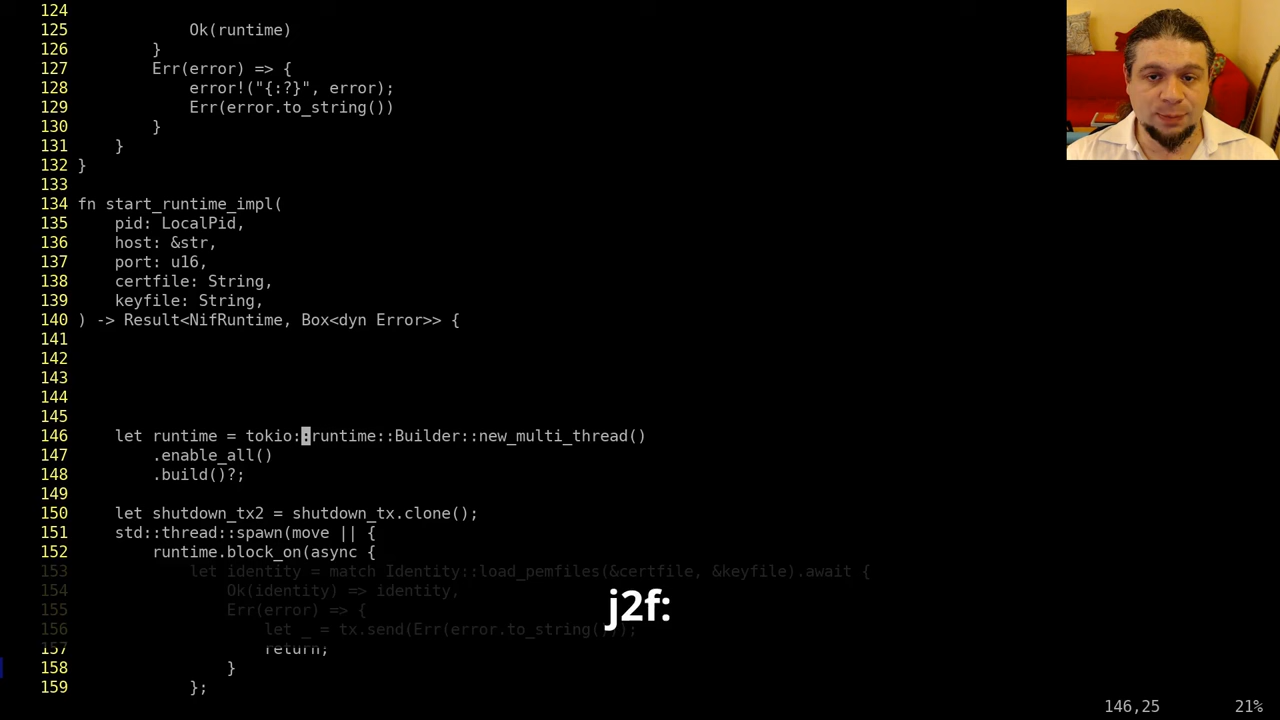 124
125 Ok(runtime)
126 }
127 Err(error) => {
128 error!("{:?}", error);
129 Err(error.to_string())
130 }
131 }
132 }
133
134 fn start_runtime_impl(
135 pid: LocalPid,
136 host: &str,
137 port: u16,
138 certfile: String,
139 keyfile: String,
140 ) -> Result<NifRuntime, Box<dyn Error>> {
141
142
143
144
145
146 let runtime = tokio::runtime::Builder::new_multi_thread()
147 .enable_all()
148 .build()?;
149
150 let shutdown_tx2 = shutdown_tx.clone();
151 std::thread::spawn(move || {
152 runtime.block_on(async {
153 let identity = match Identity::load_pemfiles(&certfile, &keyfile).await {
154 Ok(identity) => identity,
155 Err(error) => {
156 let _ = tx.send(Err(error.to_string()));
157 return;
158 }
159 };
j2f:
146,25 21%